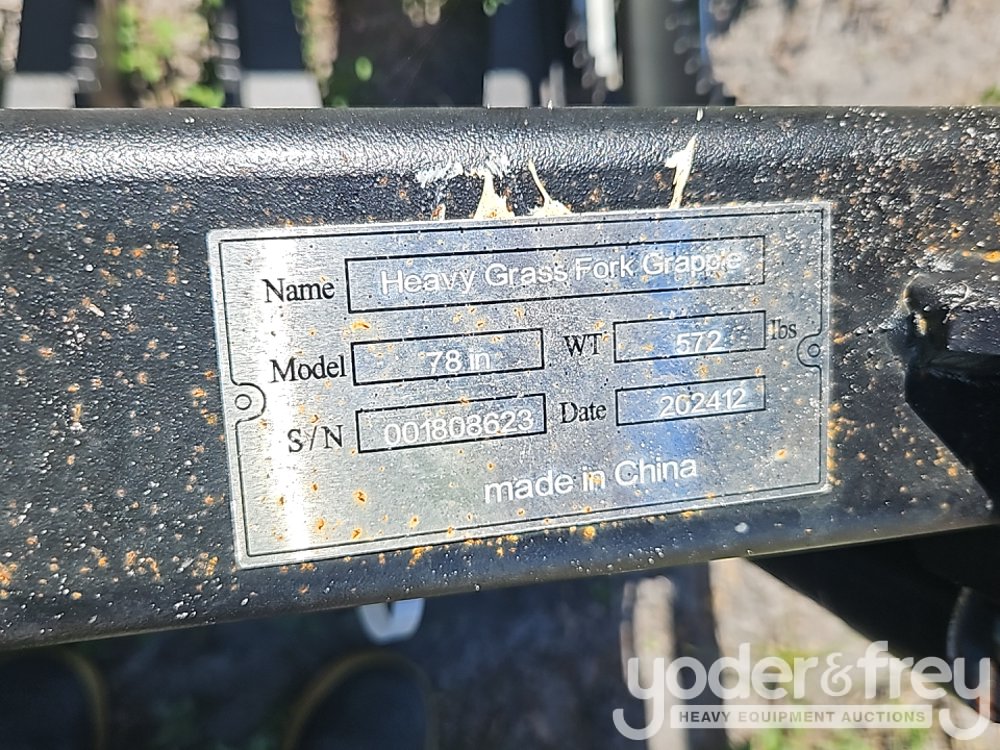 Name Heavy Grass Fork Grapple
Model 78 in WT 572 lbs
S/N 001808623 Date 202412
made in China
yoder&frey
HEAVY EQUIPMENT AUCTIONS